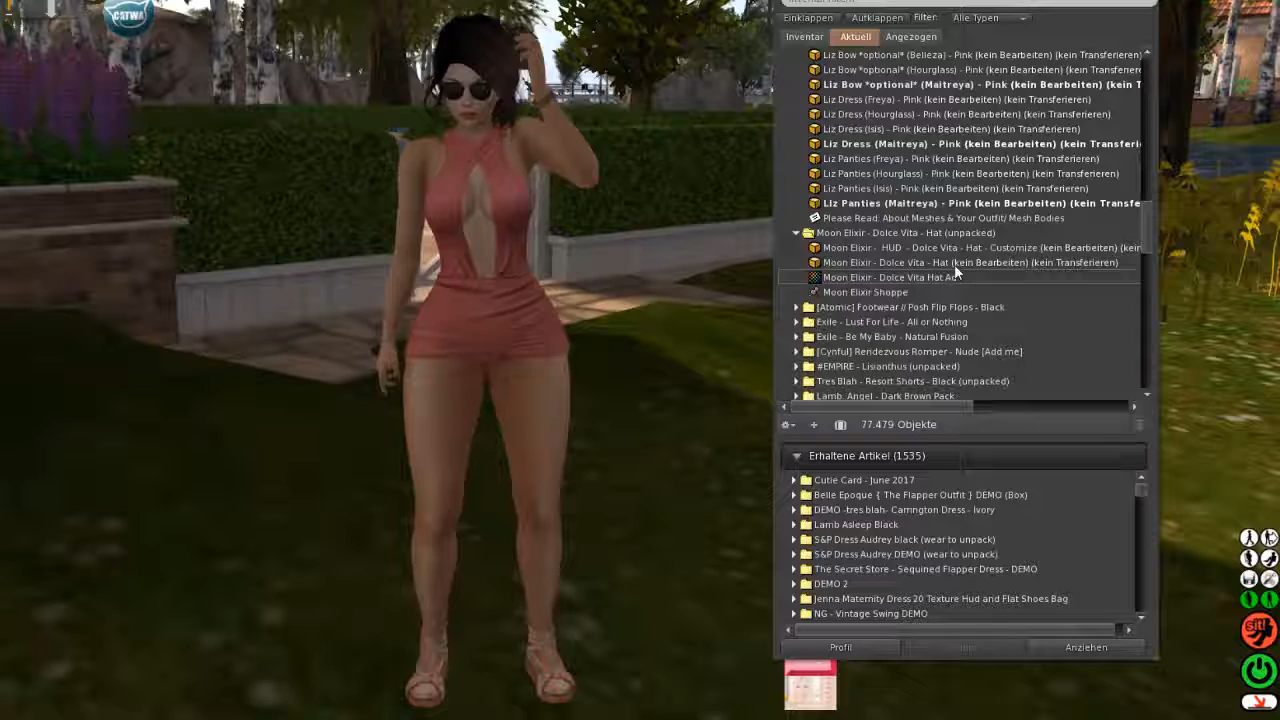 CATWA
Einklappen Aufklappen Filter: Alle Typen
Inventar Aktuell Angezogen
Liz Bow *optional* (Belleza) - Pink (kein Bearbeiten) (kein Transferieren)
Liz Bow *optional* (Hourglass) - Pink (kein Bearbeiten) (kein Transferieren
Liz Bow *optional* (Maitreya) - Pink (kein Bearbeiten) (kein T
Liz Dress (Freya) - Pink (kein Bearbeiten) (kein Transferieren)
Liz Dress (Hourglass) - Pink (kein Bearbeiten) (kein Transferieren)
Liz Dress (Isis) - Pink (kein Bearbeiten) (kein Transferieren)
Liz Dress (Maitreya) - Pink (kein Bearbeiten) (kein Transferi
Liz Panties (Freya) - Pink (kein Bearbeiten) (kein Transferieren)
Liz Panties (Hourglass) - Pink (kein Bearbeiten) (kein Transferieren)
Liz Panties (Isis) - Pink (kein Bearbeiten) (kein Transferieren)
Liz Panties (Maitreya) - Pink (kein Bearbeiten) (kein Transfe
Please Read: About Meshes & Your Outfit/ Mesh Bodies
Moon Elixir - Dolce Vita - Hat (unpacked)
Moon Elixir - HUD - Dolce Vita - Hat - Customize (kein Bearbeiten) (kein
Moon Elixir - Dolce Vita - Hat (kein Bearbeiten) (kein Transferieren)
Moon Elixir - Dolce Vita Hat
Moon Elixir Shoppe
[Atomic] Footwear // Posh Flip Flops - Black
Exile - Lust For Life - All or Nothing
Exile - Be My Baby - Natural Fusion
[Cynful] Rendezvous Romper - Nude [Add me]
#EMPIRE - Lisianthus (unpacked)
Tres Blah - Resort Shorts - Black (unpacked)
Lamb. Angel - Dark Brown Pack
77.479 Objekte
Erhaltene Artikel (1535)
Cutie Card - June 2017
Belle Epoque { The Flapper Outfit } DEMO (Box)
DEMO -tres blah- Carrington Dress - Ivory
Lamb Asleep Black
S&P Dress Audrey black (wear to unpack)
S&P Dress Audrey DEMO (wear to unpack)
The Secret Store - Sequined Flapper Dress - DEMO
DEMO 2
Jenna Maternity Dress 20 Texture Hud and Flat Shoes Bag
NG - Vintage Swing DEMO
Profil Anziehen
sit!